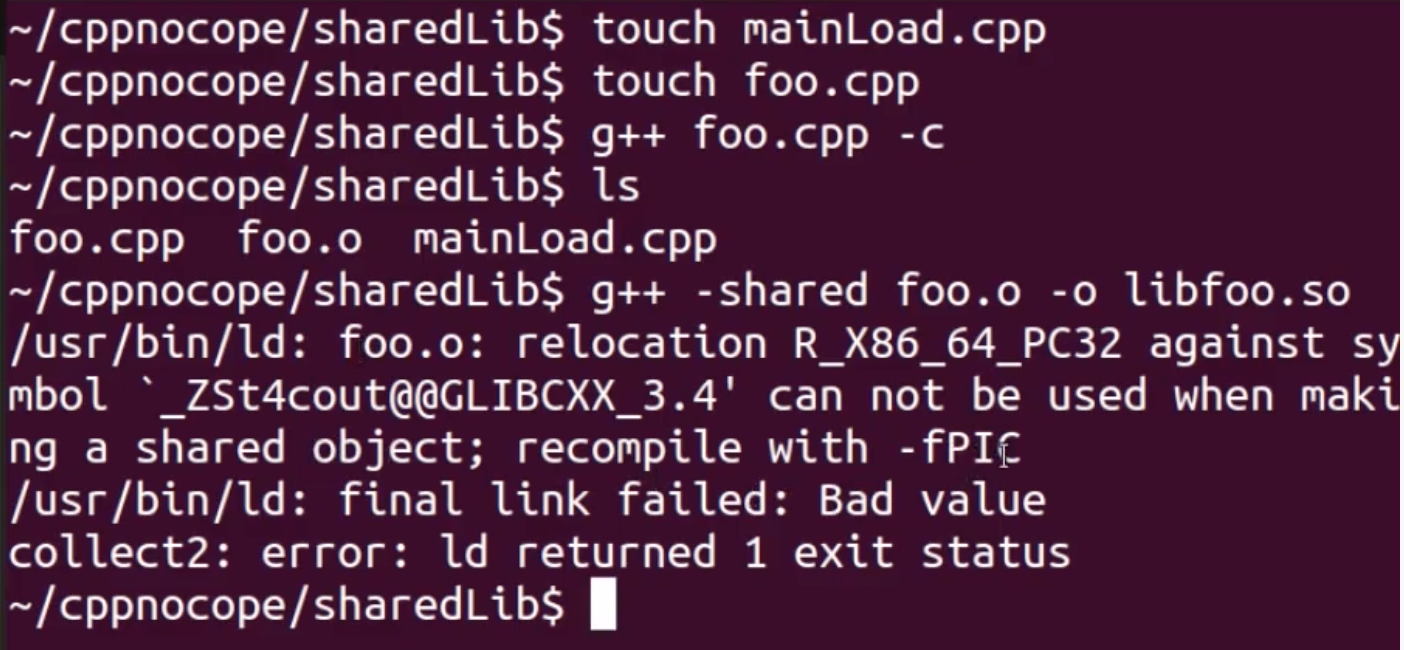 ~/cppnocope/sharedLib$ touch mainLoad.cpp
~/cppnocope/sharedLib$ touch foo.cpp
~/cppnocope/sharedLib$ g++ foo.cpp -c
~/cppnocope/sharedLib$ ls
foo.cpp  foo.o  mainLoad.cpp
~/cppnocope/sharedLib$ g++ -shared foo.o -o libfoo.so
/usr/bin/ld: foo.o: relocation R_X86_64_PC32 against sy
mbol `_ZSt4cout@@GLIBCXX_3.4' can not be used when maki
ng a shared object; recompile with -fPIC
/usr/bin/ld: final link failed: Bad value
collect2: error: ld returned 1 exit status
~/cppnocope/sharedLib$